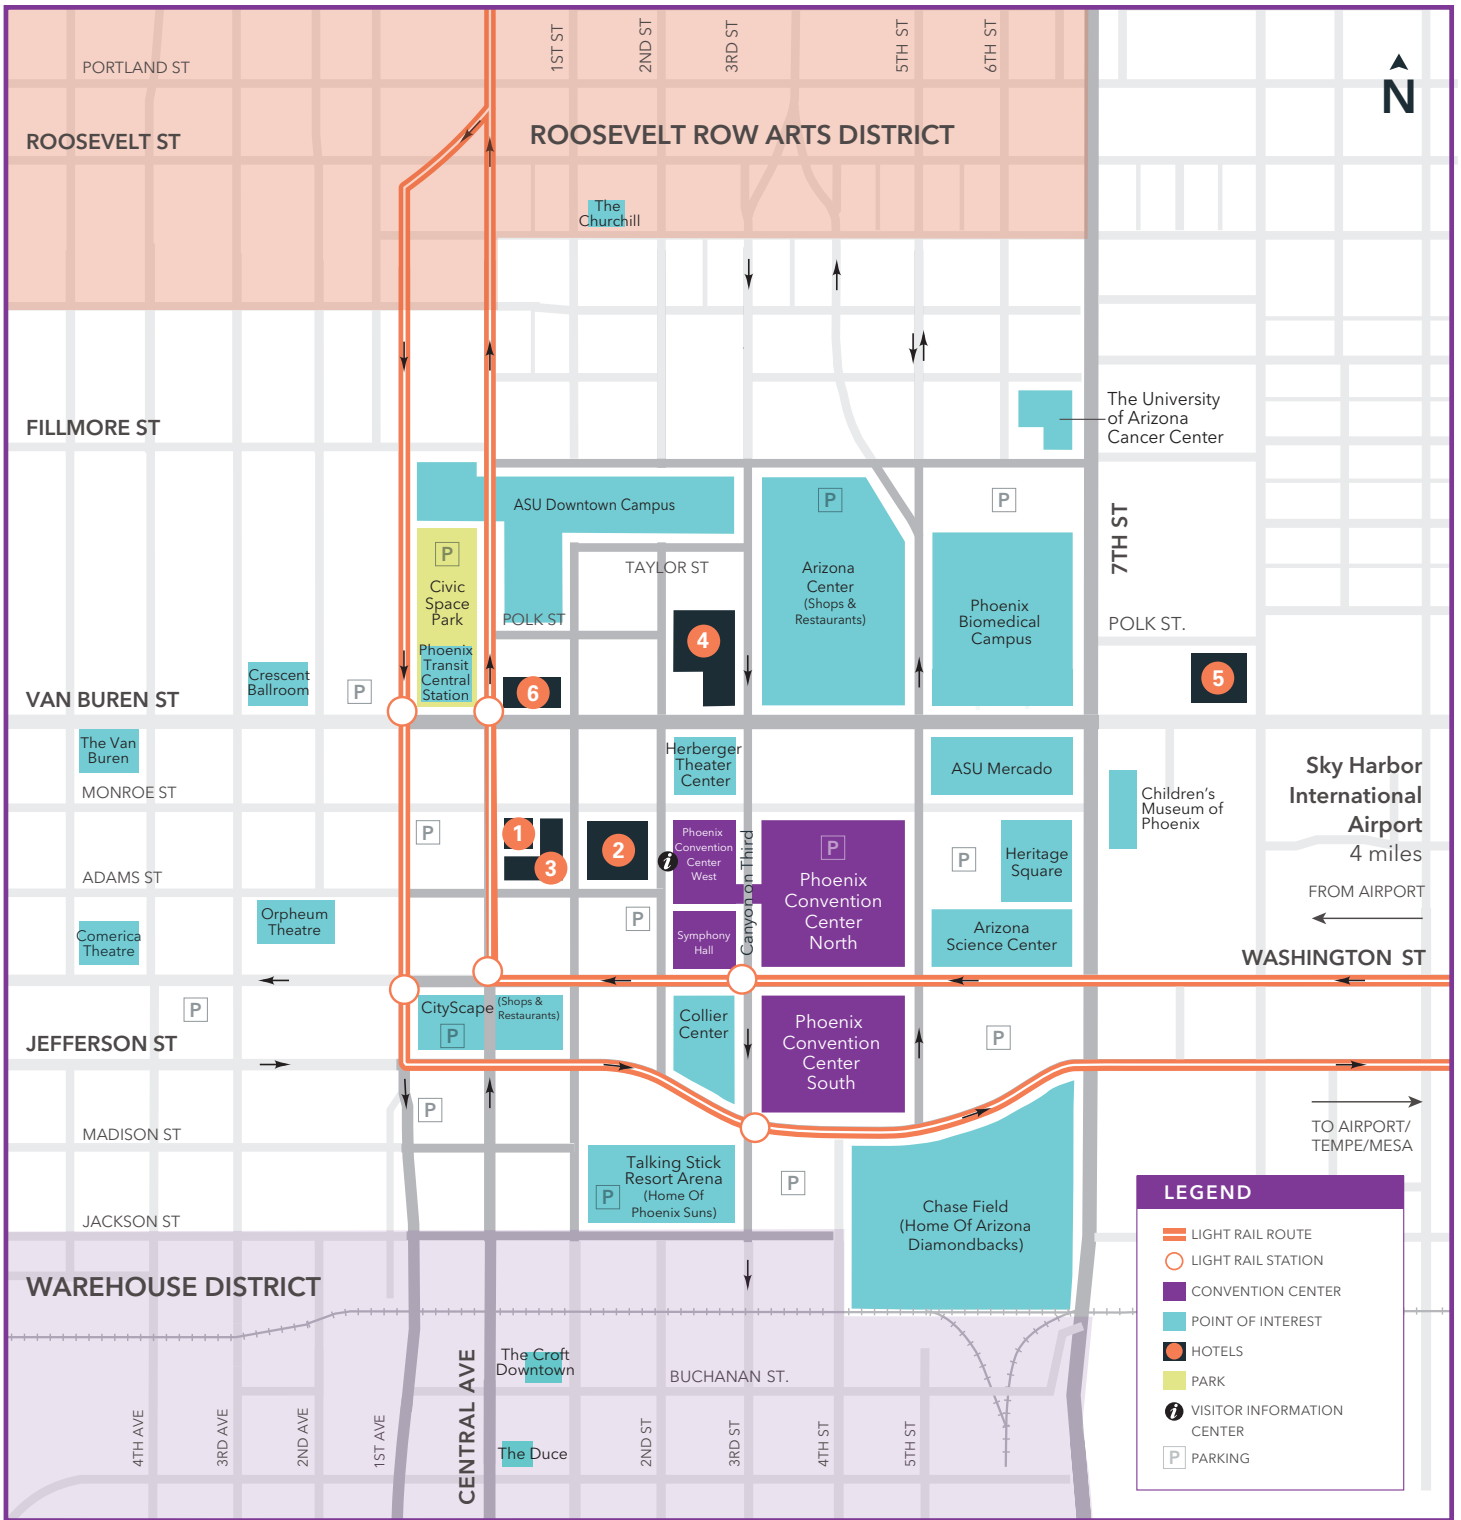 1ST ST
2ND ST
3RD ST
5TH ST
6TH ST
PORTLAND ST
N
ROOSEVELT ST
ROOSEVELT ROW ARTS DISTRICT
The
Churchill
FILLMORE ST
The University
of Arizona
Cancer Center
ASU Downtown Campus
P
P
7TH ST
P
Civic
Space
Park
TAYLOR ST
Arizona
Center
(Shops &
Restaurants)
Phoenix
Biomedical
Campus
POLK ST
POLK ST.
4
Phoenix
Transit
Central
Station
Crescent
Ballroom
P
6
5
VAN BUREN ST
The Van
Buren
Herberger
Theater
Center
ASU Mercado
Sky Harbor
International
Airport
4 miles
MONROE ST
Children's
Museum of
Phoenix
P
1
3
2
i
Phoenix
Convention
Center
West
Canyon on Third
P
Phoenix
Convention
Center
North
P
Heritage
Square
ADAMS ST
FROM AIRPORT
Orpheum
Theatre
Comerica
Theatre
P
Symphony
Hall
Arizona
Science Center
WASHINGTON ST
P
CityScape
(Shops &
Restaurants)
P
Collier
Center
Phoenix
Convention
Center
South
P
JEFFERSON ST
P
TO AIRPORT/
TEMPE/MESA
MADISON ST
Talking Stick
Resort Arena
(Home Of
Phoenix Suns)
P
P
Chase Field
(Home Of Arizona
Diamondbacks)
JACKSON ST
WAREHOUSE DISTRICT
LEGEND
LIGHT RAIL ROUTE
LIGHT RAIL STATION
CONVENTION CENTER
POINT OF INTEREST
HOTELS
PARK
i
VISITOR INFORMATION
CENTER
P
PARKING
The Croft
Downtown
BUCHANAN ST.
The Duce
4TH AVE
3RD AVE
2ND AVE
1ST AVE
CENTRAL AVE
2ND ST
3RD ST
4TH ST
5TH ST